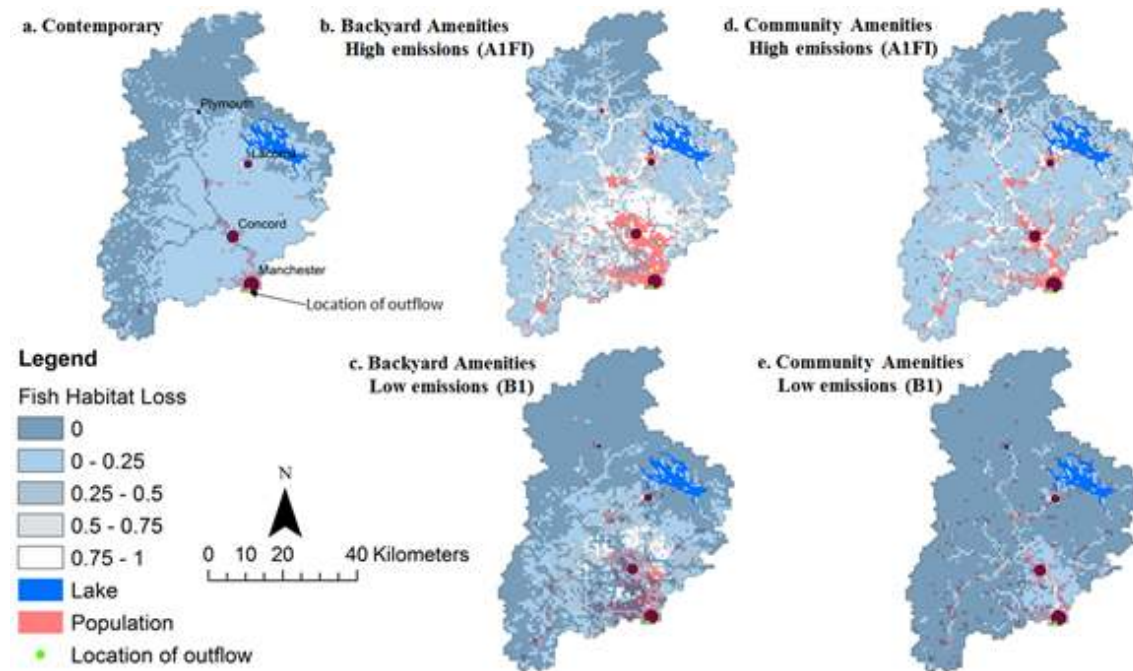 a. Contemporary
b. Backyard Amenities
High emissions (A1FI)
d. Community Amenities
High emissions (A1FI)
Plymouth
Laconia
Concord
Manchester
Location of outflow
c. Backyard Amenities
Low emissions (B1)
e. Community Amenities
Low emissions (B1)
Legend
Fish Habitat Loss
0
0 - 0.25
0.25 - 0.5
0.5 - 0.75
0.75 - 1
Lake
Population
Location of outflow
N
0 10 20 40 Kilometers